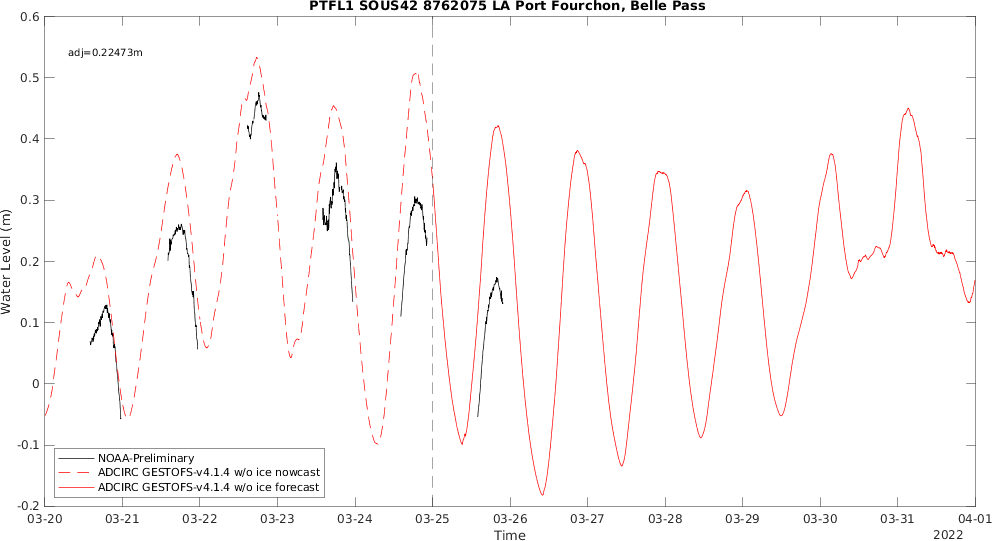 PTFL1 SOUS42 8762075 LA Port Fourchon, Belle Pass
adj=0.22473m
Water Level (m)
0.6
0.5
0.4
0.3
0.2
0.1
0
-0.1
-0.2
NOAA-Preliminary
ADCIRC GESTOFS-v4.1.4 w/o ice nowcast
ADCIRC GESTOFS-v4.1.4 w/o ice forecast
03-20 03-21 03-22 03-23 03-24 03-25 03-26 03-27 03-28 03-29 03-30 03-31 04-01
Time
2022